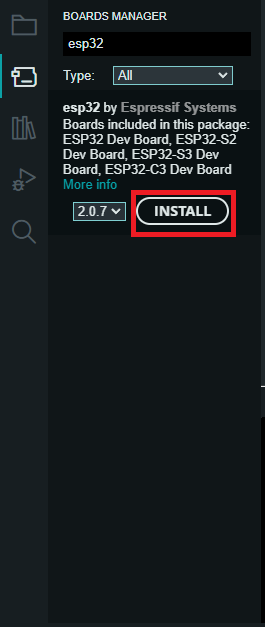 BOARDS MANAGER
esp32
Type: All
esp32 by Espressif Systems
Boards included in this package:
ESP32 Dev Board, ESP32-S2
Dev Board, ESP32-S3 Dev
Board, ESP32-C3 Dev Board
More info
2.0.7 INSTALL